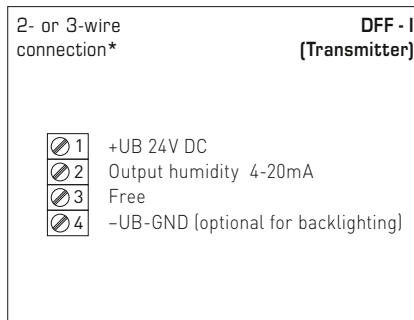 2- or 3-wire
connection*
DFF - I
(Transmitter)
1 +UB 24V DC
2 Output humidity 4-20mA
3 Free
4 –UB-GND (optional for backlighting)